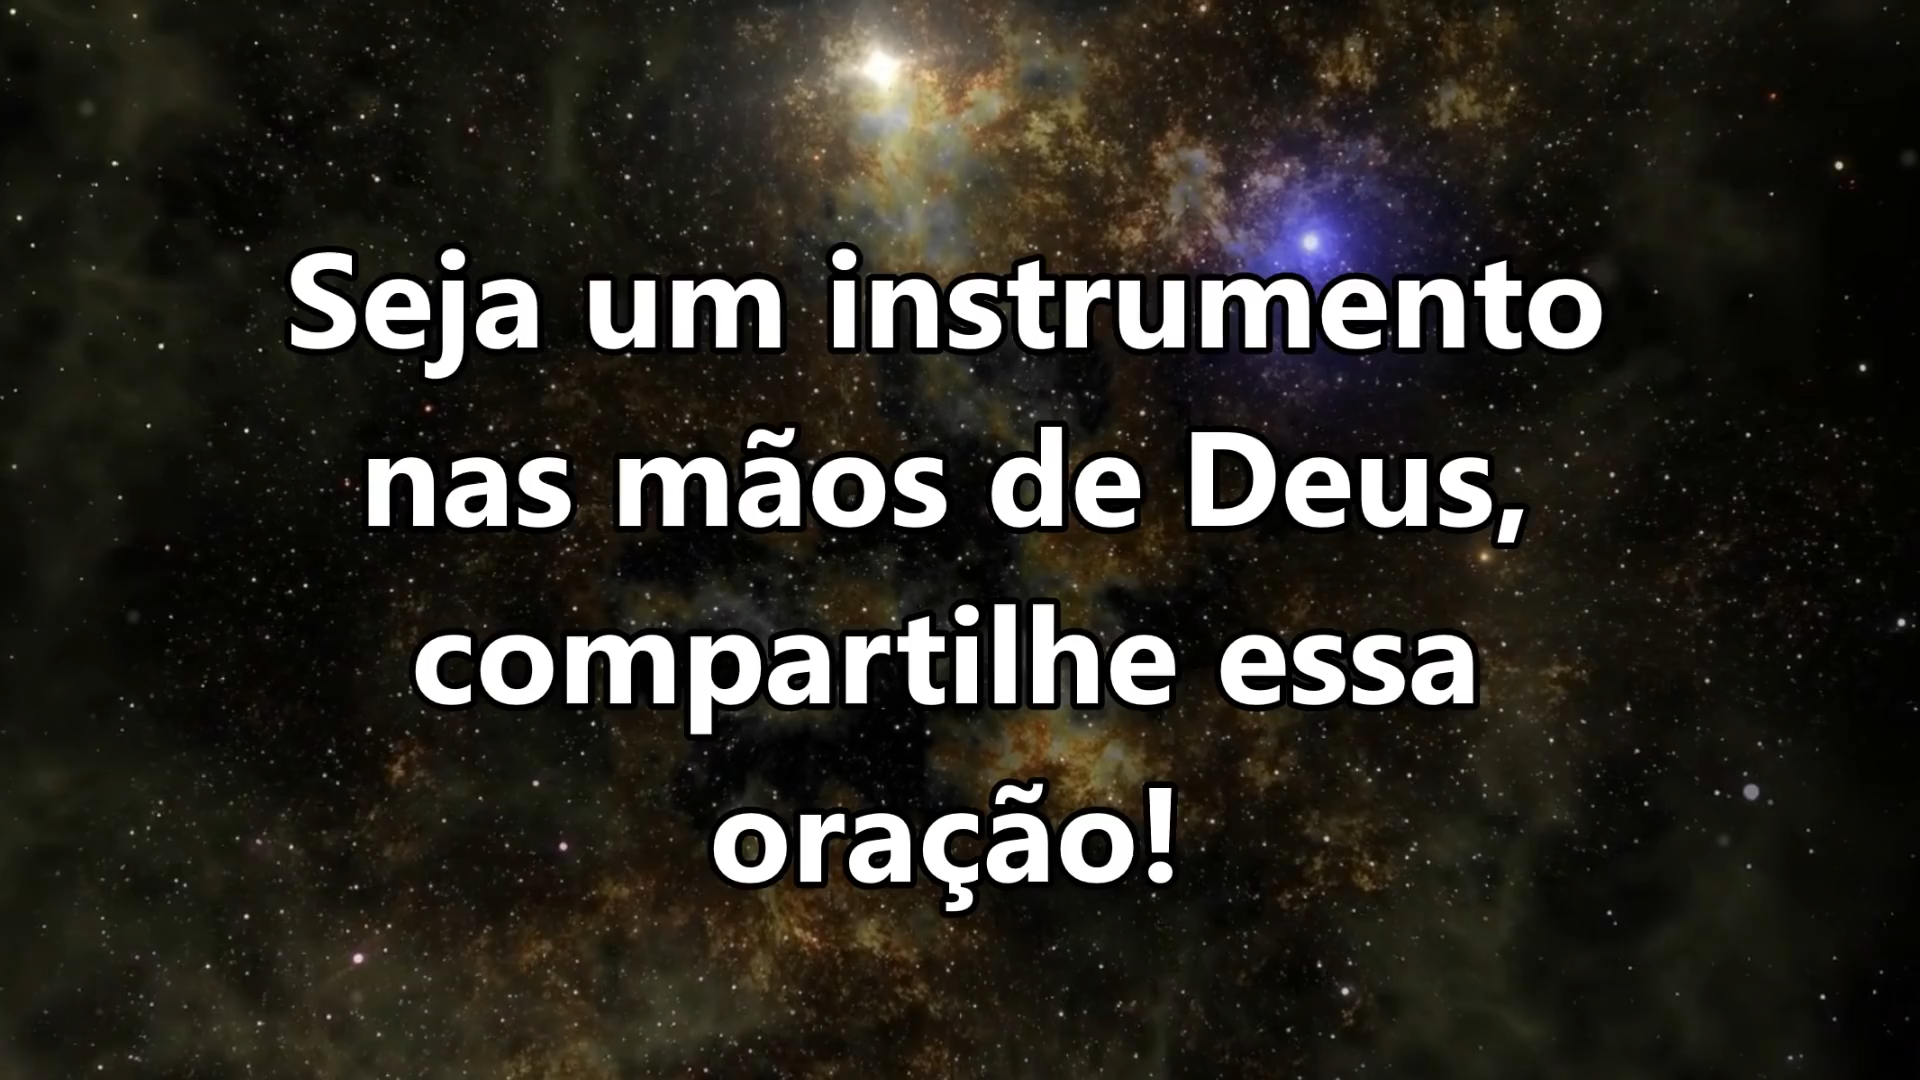 Seja um instrumento
nas mãos de Deus,
compartilhe essa
oração!